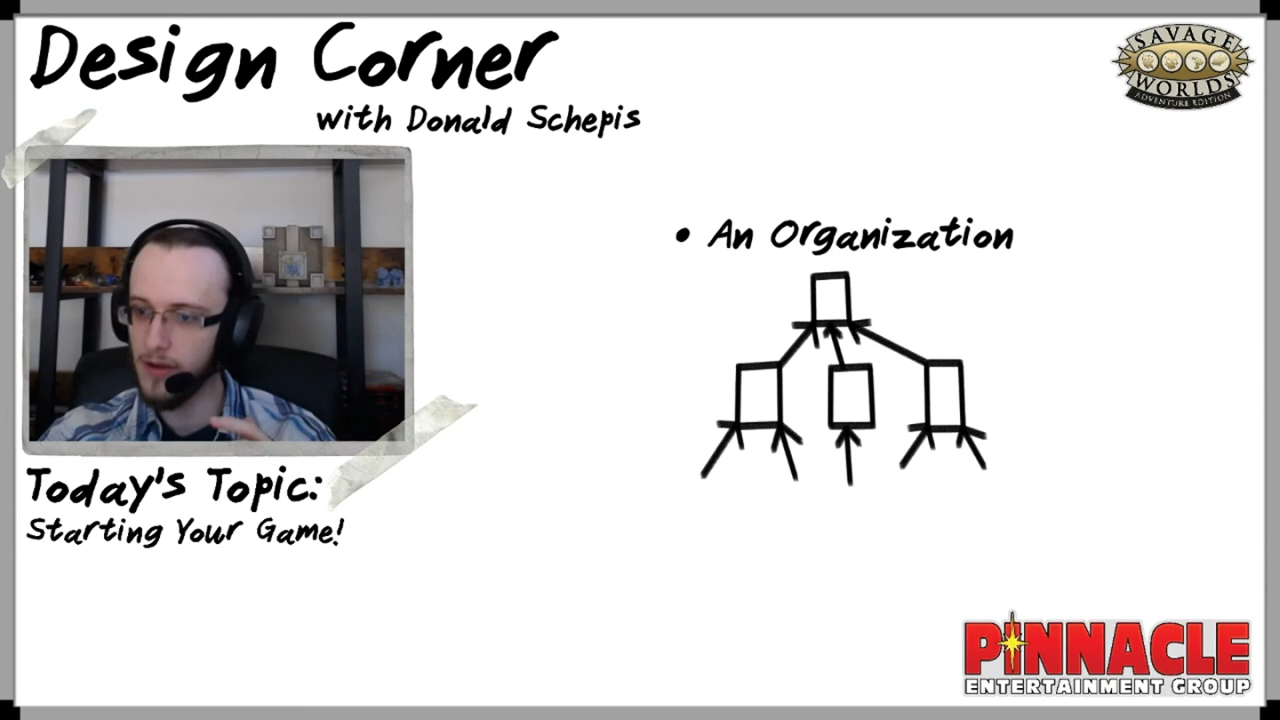 Design Corner
with Donald Schepis
SAVAGE
WORLDS
ADVENTURE EDITION
• An Organization
Today's Topic:
Starting Your Game!
PINNACLE
ENTERTAINMENT GROUP